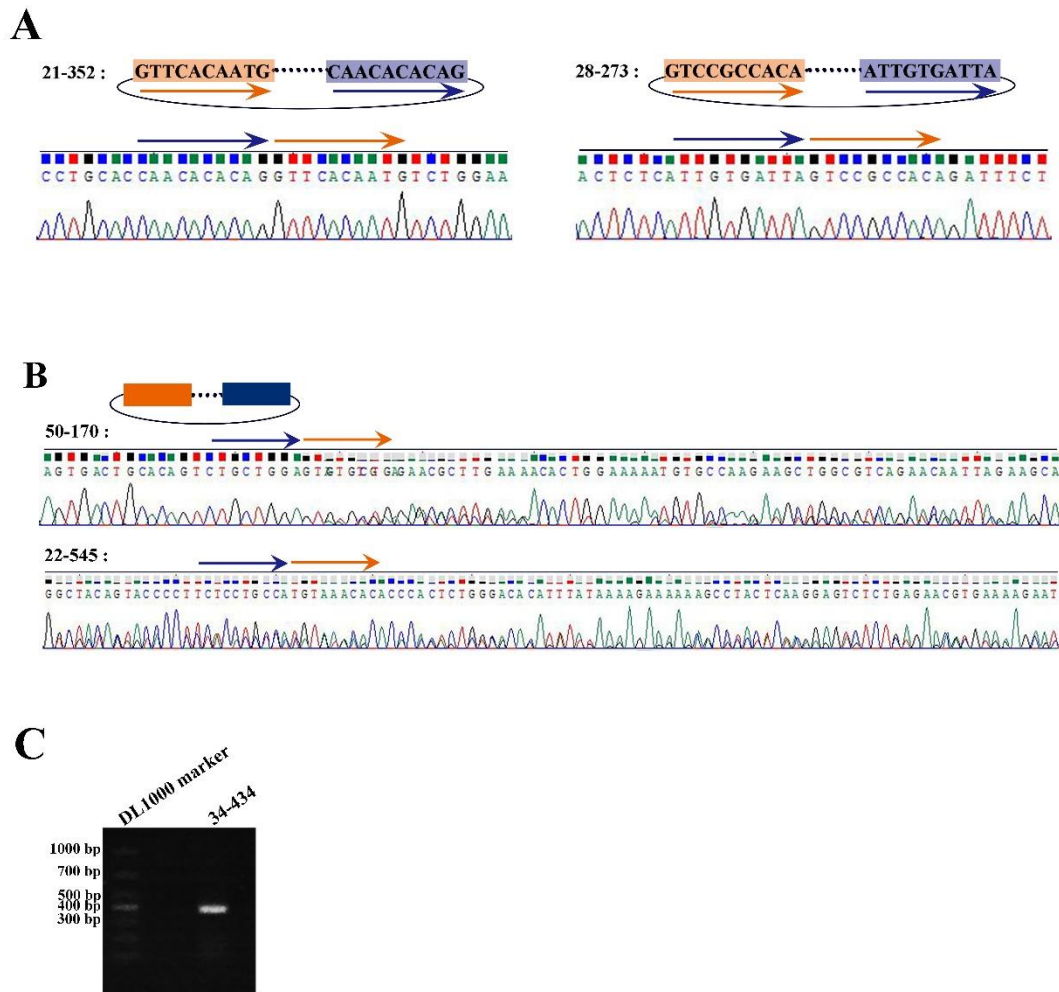 A
21-352 : GTTCACAATG CAACACACAG
CCTGCACCAACACACAGGTTCACAATGTCTGGAA
28-273 : GTCCGCCACA ATTGTGATTA
ACTCTCATTGTGATTAGTCCGCCACAGATTTCT
B
50-170 :
AGTGACTGCACAGTCTGCTGGAGTAGTGTCGTGAGAACGCTTGAAAACACTGGAAAAATGTGCCAAGAAGCTGGCGTCAGAACAATTAGAAGCA
22-545 :
GGCTACAGTACCCCTTCTCCTGCCATGTAAACACACCCACTCTGGGACACATTTATAAAAGAAAAAAGCCTACTCAAGGAGTCTCTGAGAACGTGAAAAGAAT
C
DL1000 marker
34-434
1000 bp
700 bp
500 bp
400 bp
300 bp